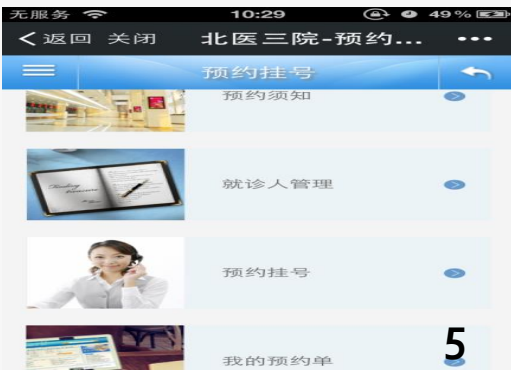 无服务 10:29 49%
返回 关闭 北医三院-预约... •••
预约挂号
预约须知
就诊人管理
预约挂号
我的预约单
5